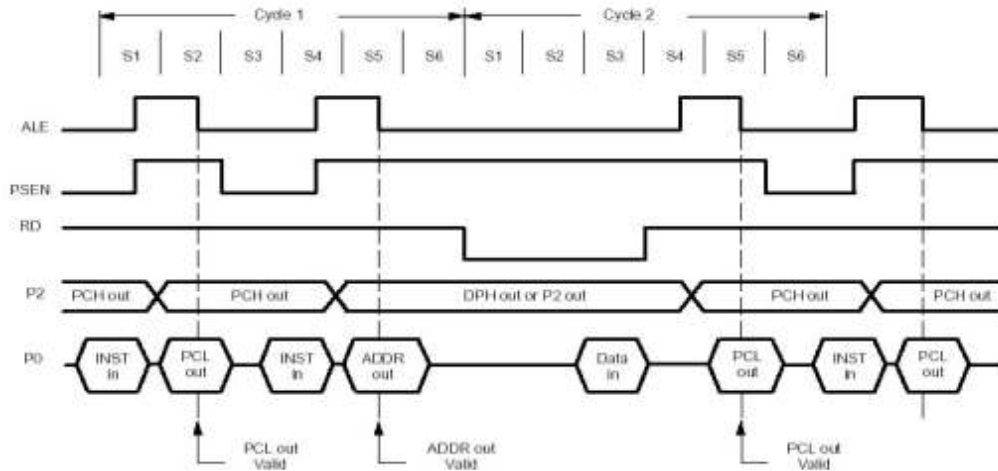 Cycle 1 Cycle 2
S1 S2 S3 S4 S5 S6 S1 S2 S3 S4 S5 S6
ALE
PSEN
RD
P2 PCH out PCH out DPH out or P2 out PCH out PCH out
P0 INST in PCL out INST in ADDR out Data in PCL out INST in PCL out
PCL out Valid
ADDR out Valid
PCL out Valid